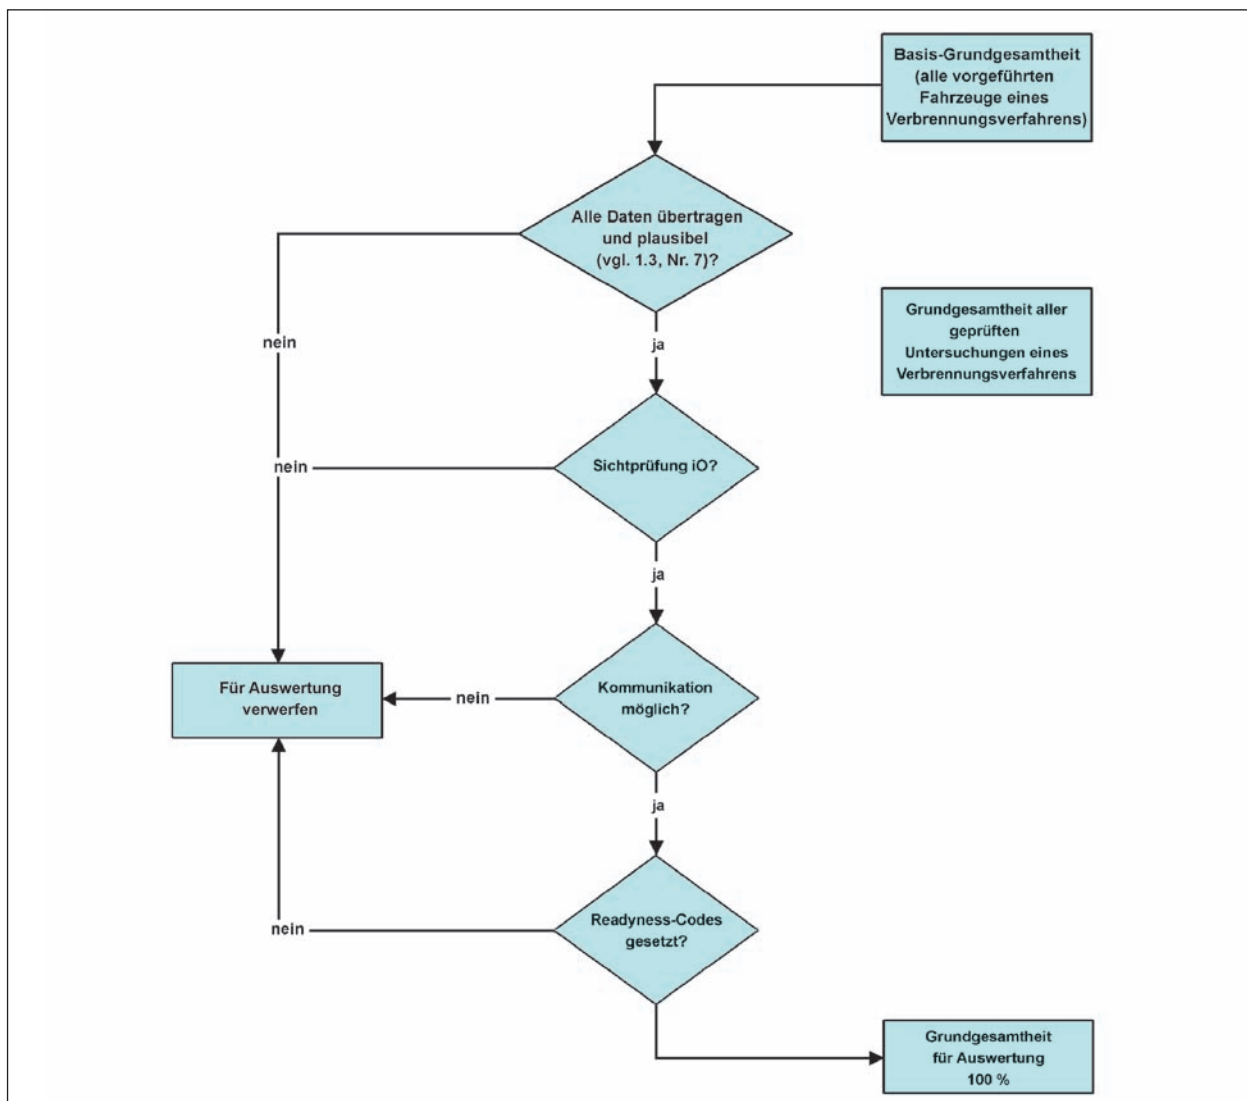 Basis-Grundgesamtheit
(alle vorgeführten
Fahrzeuge eines
Verbrennungsverfahrens)
Alle Daten übertragen
und plausibel
(vgl. 1.3, Nr. 7)?
Grundgesamtheit aller
geprüften
Untersuchungen eines
Verbrennungsverfahrens
nein
ja
Sichtprüfung iO?
nein
ja
Kommunikation
möglich?
nein
Für Auswertung
verwerfen
ja
Readyness-Codes
gesetzt?
nein
Grundgesamtheit
für Auswertung
100 %